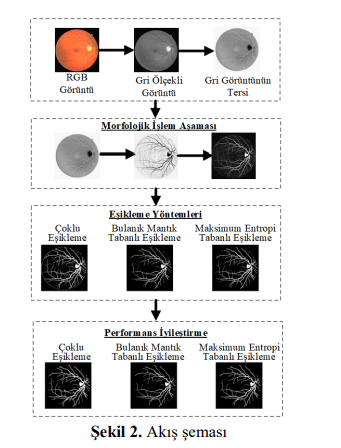 RGB
Görüntü
Gri Ölçekli
Görüntü
Gri Görüntünün
Tersi
Morfolojik İşlem Aşaması
Eşikleme Yöntemleri
Çoklu
Eşikleme
Bulanık Mantık
Tabanlı Eşikleme
Maksimum Entropi
Tabanlı Eşikleme
Performans İyileştirme
Çoklu
Eşikleme
Bulanık Mantık
Tabanlı Eşikleme
Maksimum Entropi
Tabanlı Eşikleme
Şekil 2. Akış şeması